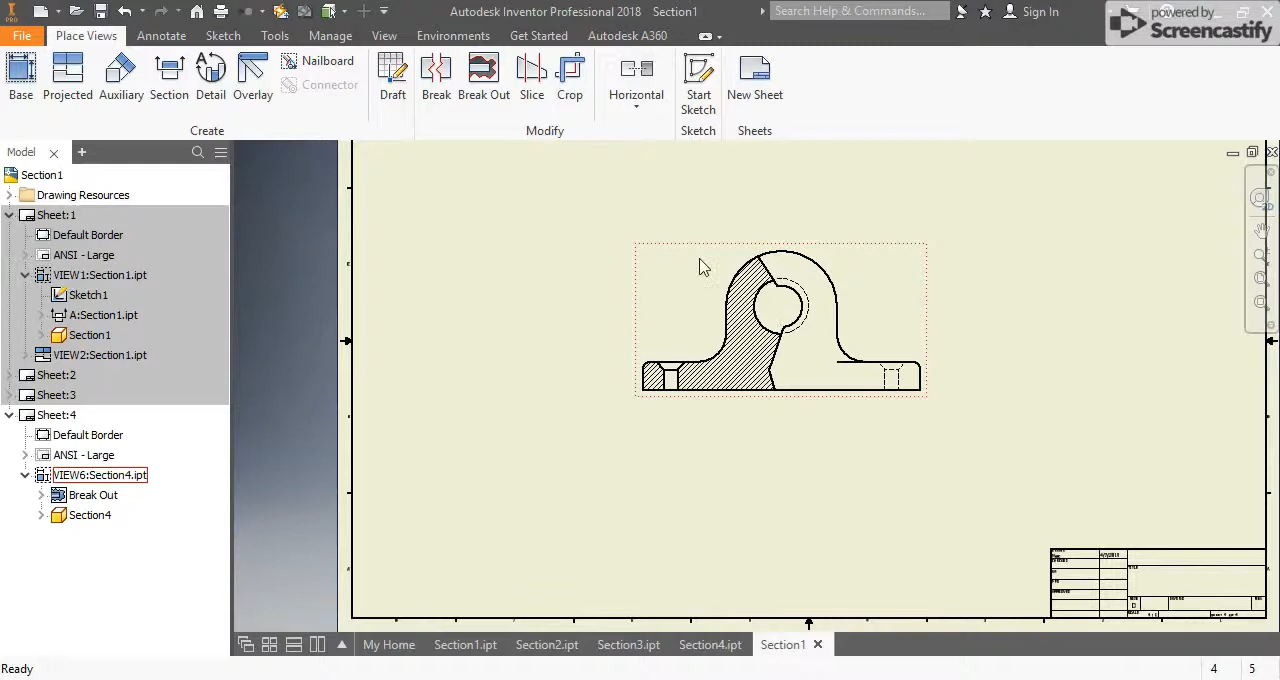 PRO
Autodesk Inventor Professional 2018 Section1
Search Help & Commands...
Sign In
powered by
Screencastify
File Place Views Annotate Sketch Tools Manage View Environments Get Started Autodesk A360
Base Projected Auxiliary Section Detail Overlay
Nailboard
Connector
Draft
Break Break Out Slice Crop
Horizontal
Start
Sketch
New Sheet
Create
Modify
Sketch
Sheets
Model
Section1
Drawing Resources
Sheet:1
Default Border
ANSI - Large
VIEW1:Section1.ipt
Sketch1
A:Section1.ipt
Section1
VIEW2:Section1.ipt
Sheet:2
Sheet:3
Sheet:4
Default Border
ANSI - Large
VIEW6:Section4.ipt
Break Out
Section4
My Home Section1.ipt Section2.ipt Section3.ipt Section4.ipt Section1
Ready
4 5